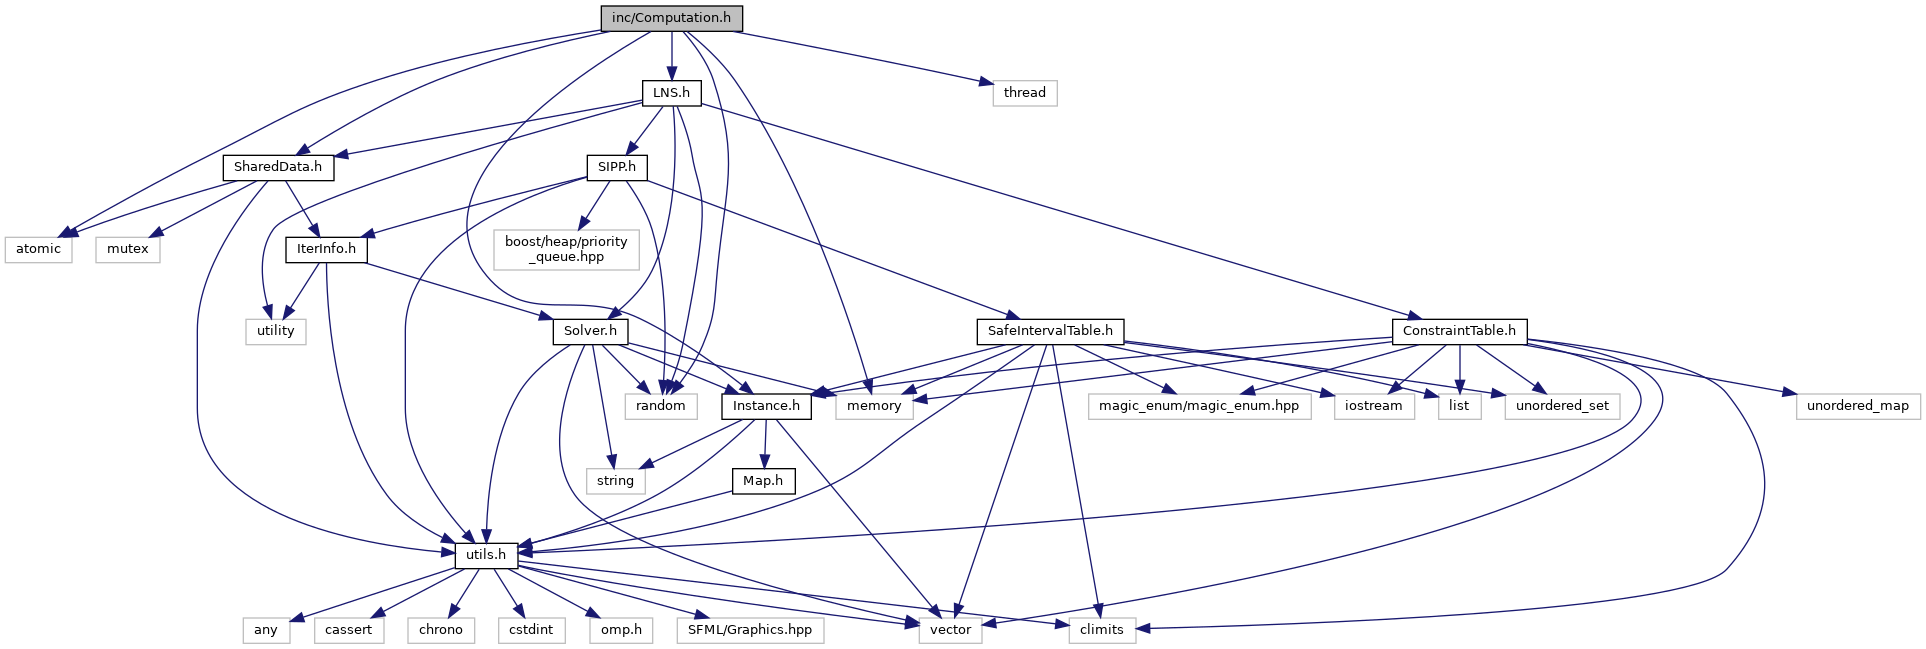 inc/Computation.h
LNS.h
thread
SharedData.h
SIPP.h
atomic
mutex
IterInfo.h
boost/heap/priority
_queue.hpp
utility
Solver.h
SafeIntervalTable.h
ConstraintTable.h
random
Instance.h
memory
magic_enum/magic_enum.hpp
iostream
list
unordered_set
unordered_map
string
Map.h
utils.h
any
cassert
chrono
cstdint
omp.h
SFML/Graphics.hpp
vector
climits